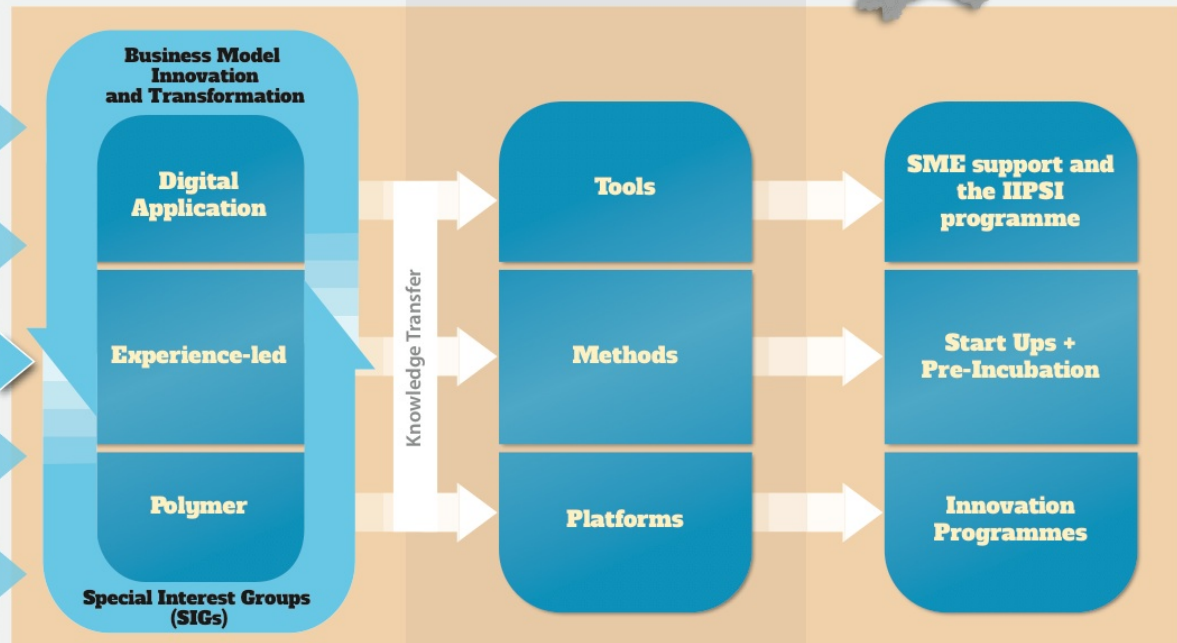 Business Model
Innovation
and Transformation
Digital
Application
Experience-led
Polymer
Special Interest Groups
(SIGs)
Knowledge Transfer
Tools
Methods
Platforms
SME support and
the IIPSI
programme
Start Ups +
Pre-Incubation
Innovation
Programmes